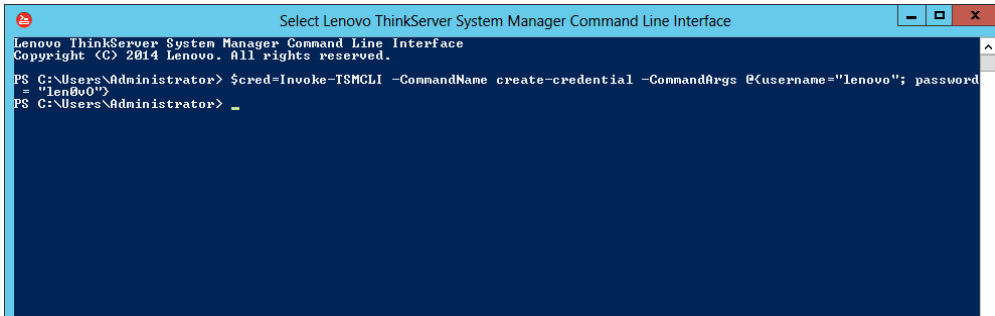 Select Lenovo ThinkServer System Manager Command Line Interface
Lenovo ThinkServer System Manager Command Line Interface
Copyright (C) 2014 Lenovo. All rights reserved.
PS C:\Users\Administrator> $cred=Invoke-TSMCLI -CommandName create-credential -CommandArgs @{username="lenovo"; password
= "len0vO"}
PS C:\Users\Administrator> _